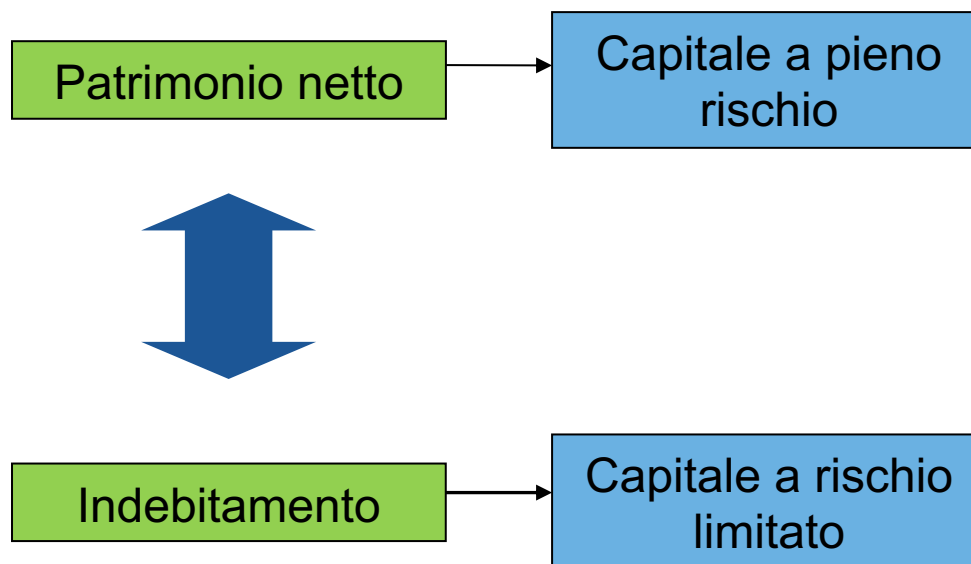 Patrimonio netto
Capitale a pieno
rischio
Indebitamento
Capitale a rischio
limitato